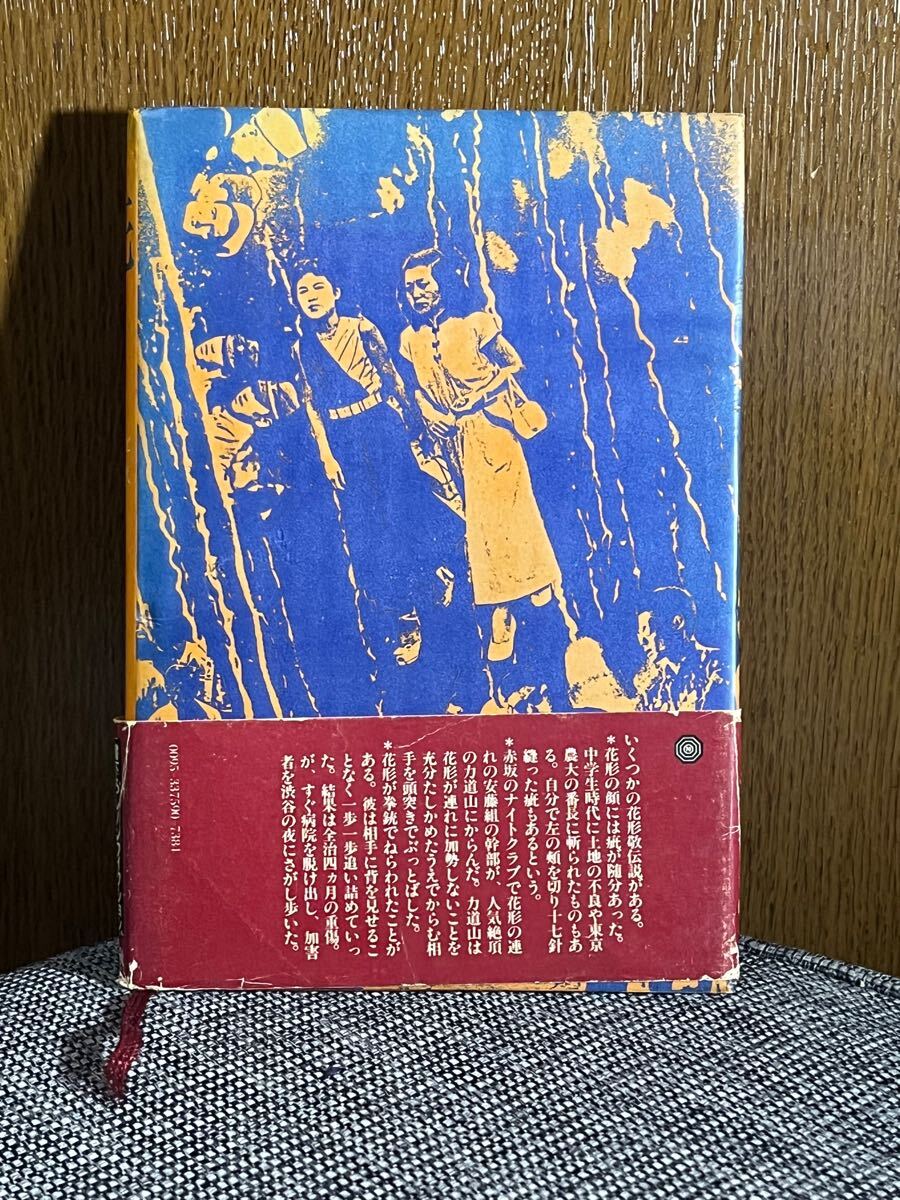 いくつかの花形敬伝説がある。
*花形の顔には疵が随分あった。
中学生時代に土地の不良や東京
農大の番長に斬られたものもあ
る。自分で左の頰を切り十七針
縫った疵もあるという。
*赤坂のナイトクラブで花形の連
れの安藤組の幹部が、人気絶頂
の力道山にからんだ。力道山は
花形が連れに加勢しないことを
充分たしかめたうえでからむ相
手を頭突きでぶっとばした。
*花形が拳銃でねらわれたことが
ある。彼は相手に背を見せるこ
となく一歩一歩追い詰めていっ
た。結果は全治四ヵ月の重傷。
が、すぐ病院を脱け出し、加害
者を渋谷の夜にさがし歩いた。
0095-337500-7381